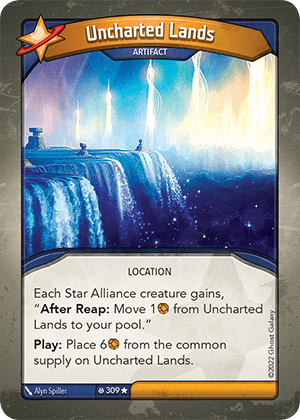 Uncharted Lands
ARTIFACT
LOCATION
Each Star Alliance creature gains,
“After Reap: Move 1 from Uncharted
Lands to your pool.”
Play: Place 6 from the common
supply on Uncharted Lands.
©2022 Ghost Galaxy
Alyn Spiller
309